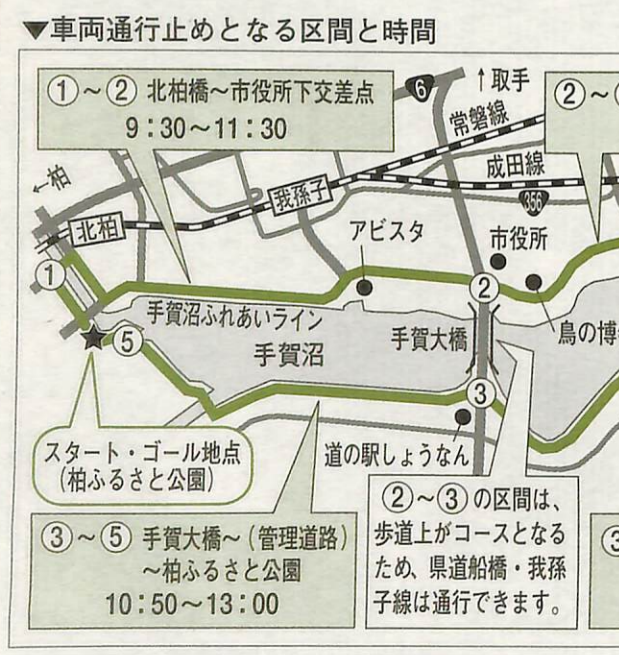 ▼車両通行止めとなる区間と時間
①～② 北柏橋～市役所下交差点
9：30～11：30
6
↑取手
②～
常磐線
成田線
356
←柏
我孫子
北柏
アビスタ
市役所
①
②
手賀沼ふれあいライン
手賀大橋
鳥の博
⑤
手賀沼
③
スタート・ゴール地点
(柏ふるさと公園)
道の駅しょうなん
②～③の区間は、
歩道上がコースとなる
ため、県道船橋・我孫
子線は通行できます。
③～⑤ 手賀大橋～(管理道路)
～柏ふるさと公園
10：50～13：00